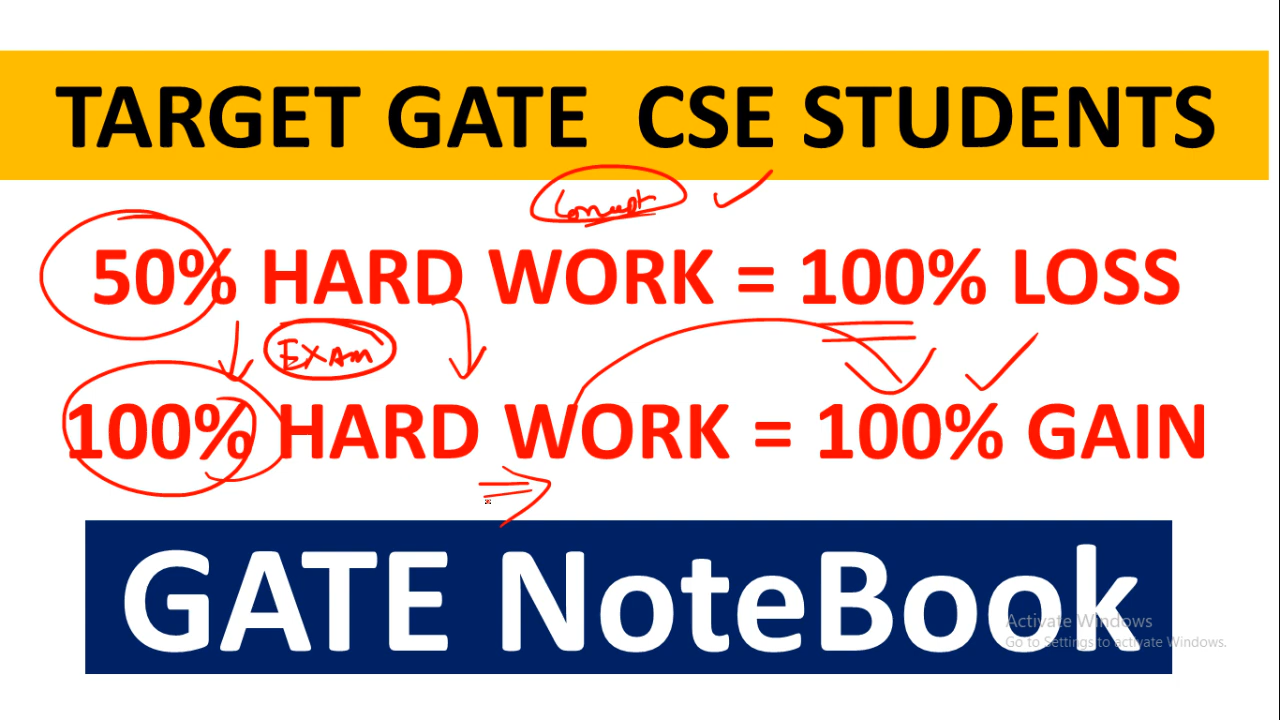 TARGET GATE CSE STUDENTS
Concept
50% HARD WORK = 100% LOSS
EXAM
100% HARD WORK = 100% GAIN
GATE NoteBook
Activate Windows
Go to Settings to activate Windows.